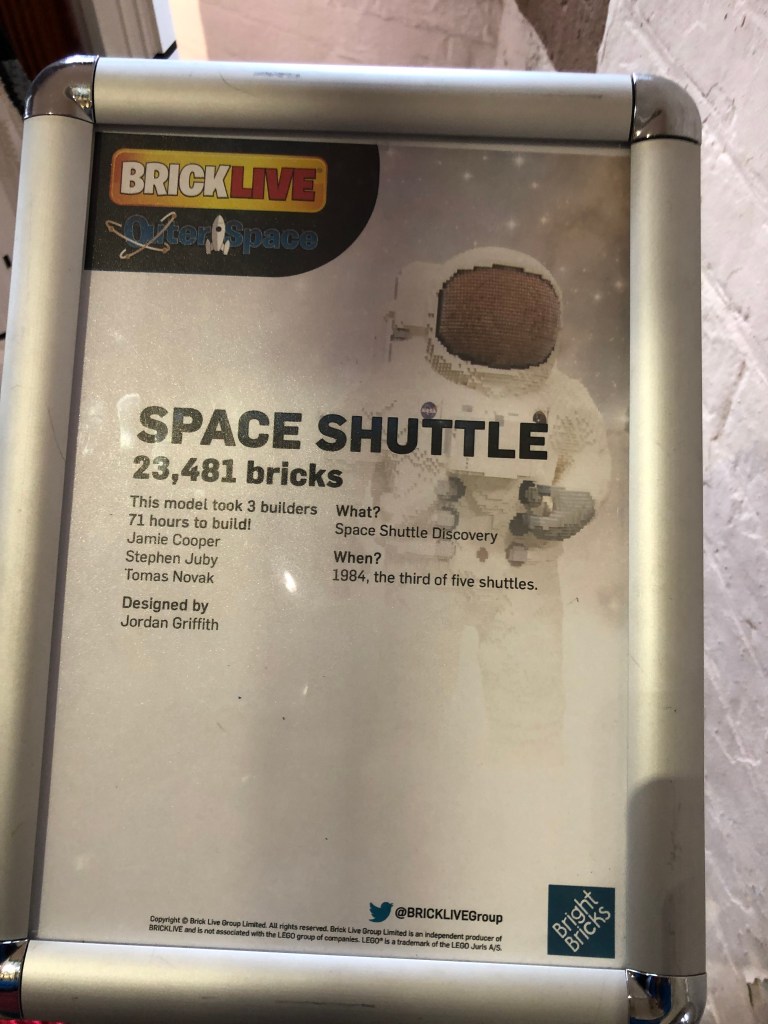 BRICKLIVE
Outer Space
NASA
SPACE SHUTTLE
23,481 bricks
This model took 3 builders
71 hours to build!
Jamie Cooper
Stephen Juby
Tomas Novak
Designed by
Jordan Griffith
What?
Space Shuttle Discovery
When?
1984, the third of five shuttles.
@BRICKLIVEGroup
Copyright © Brick Live Group Limited. All rights reserved. Brick Live Group Limited is an independent producer of
BRICKLIVE and is not associated with the LEGO group of companies. LEGO® is a trademark of the LEGO Juris A/S.
Bright
Bricks